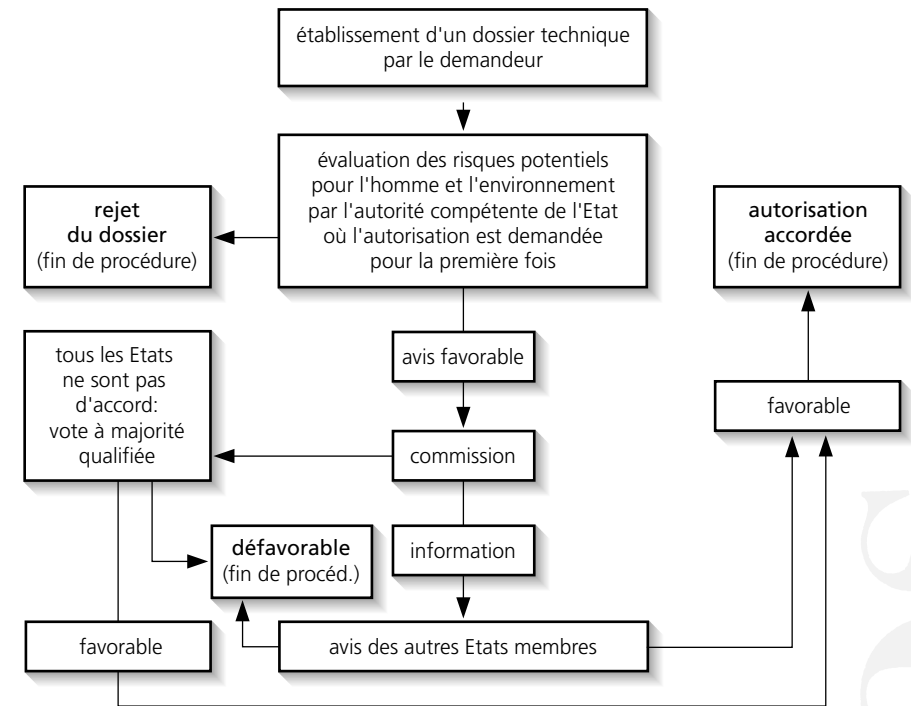 établissement d'un dossier technique
par le demandeur
évaluation des risques potentiels
pour l'homme et l'environnement
par l'autorité compétente de l'Etat
où l'autorisation est demandée
pour la première fois
rejet
du dossier
(fin de procédure)
autorisation
accordée
(fin de procédure)
tous les Etats
ne sont pas
d'accord:
vote à majorité
qualifiée
avis favorable
favorable
commission
défavorable
(fin de procéd.)
information
favorable
avis des autres Etats membres